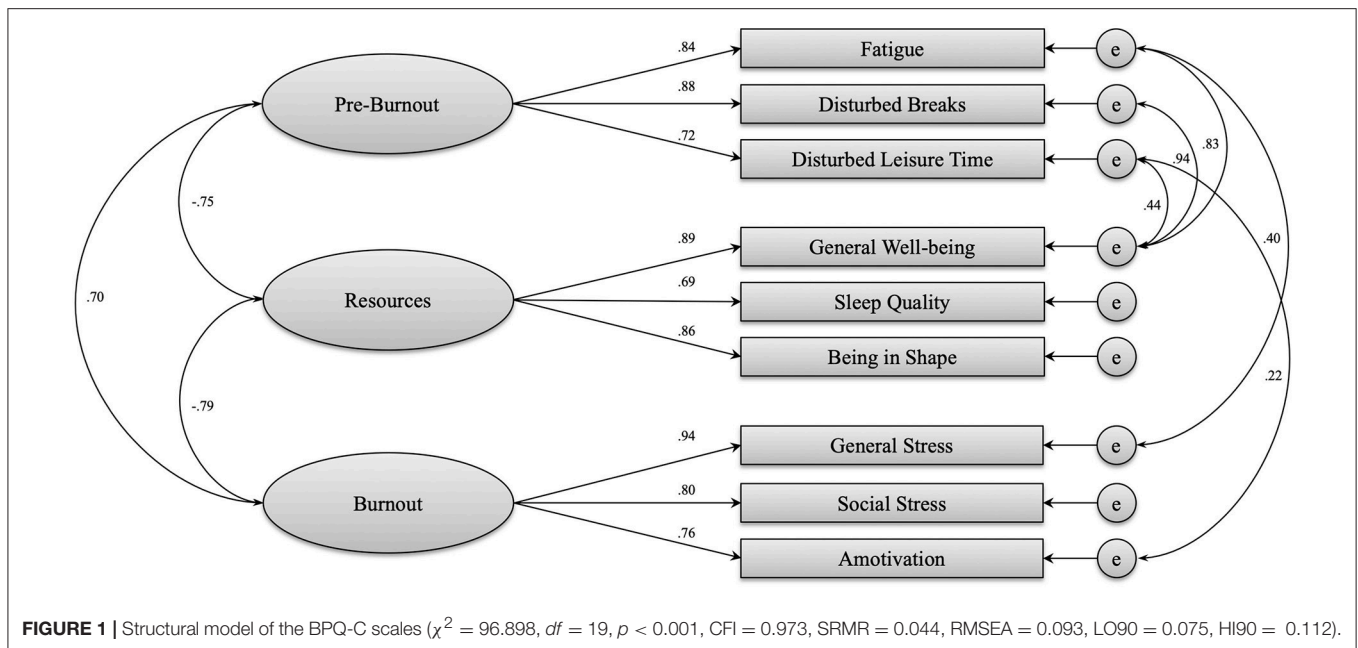 .84
Fatigue
e
Pre-Burnout
.88
Disturbed Breaks
e
.72
Disturbed Leisure Time
e
.83
.94
.44
-.75
.89
General Well-being
e
.40
.70
Resources
.69
Sleep Quality
e
.86
Being in Shape
e
.22
-.79
.94
General Stress
e
Burnout
.80
Social Stress
e
.76
Amotivation
e
FIGURE 1 | Structural model of the BPQ-C scales (χ² = 96.898, df = 19, p < 0.001, CFI = 0.973, SRMR = 0.044, RMSEA = 0.093, LO90 = 0.075, HI90 = 0.112).